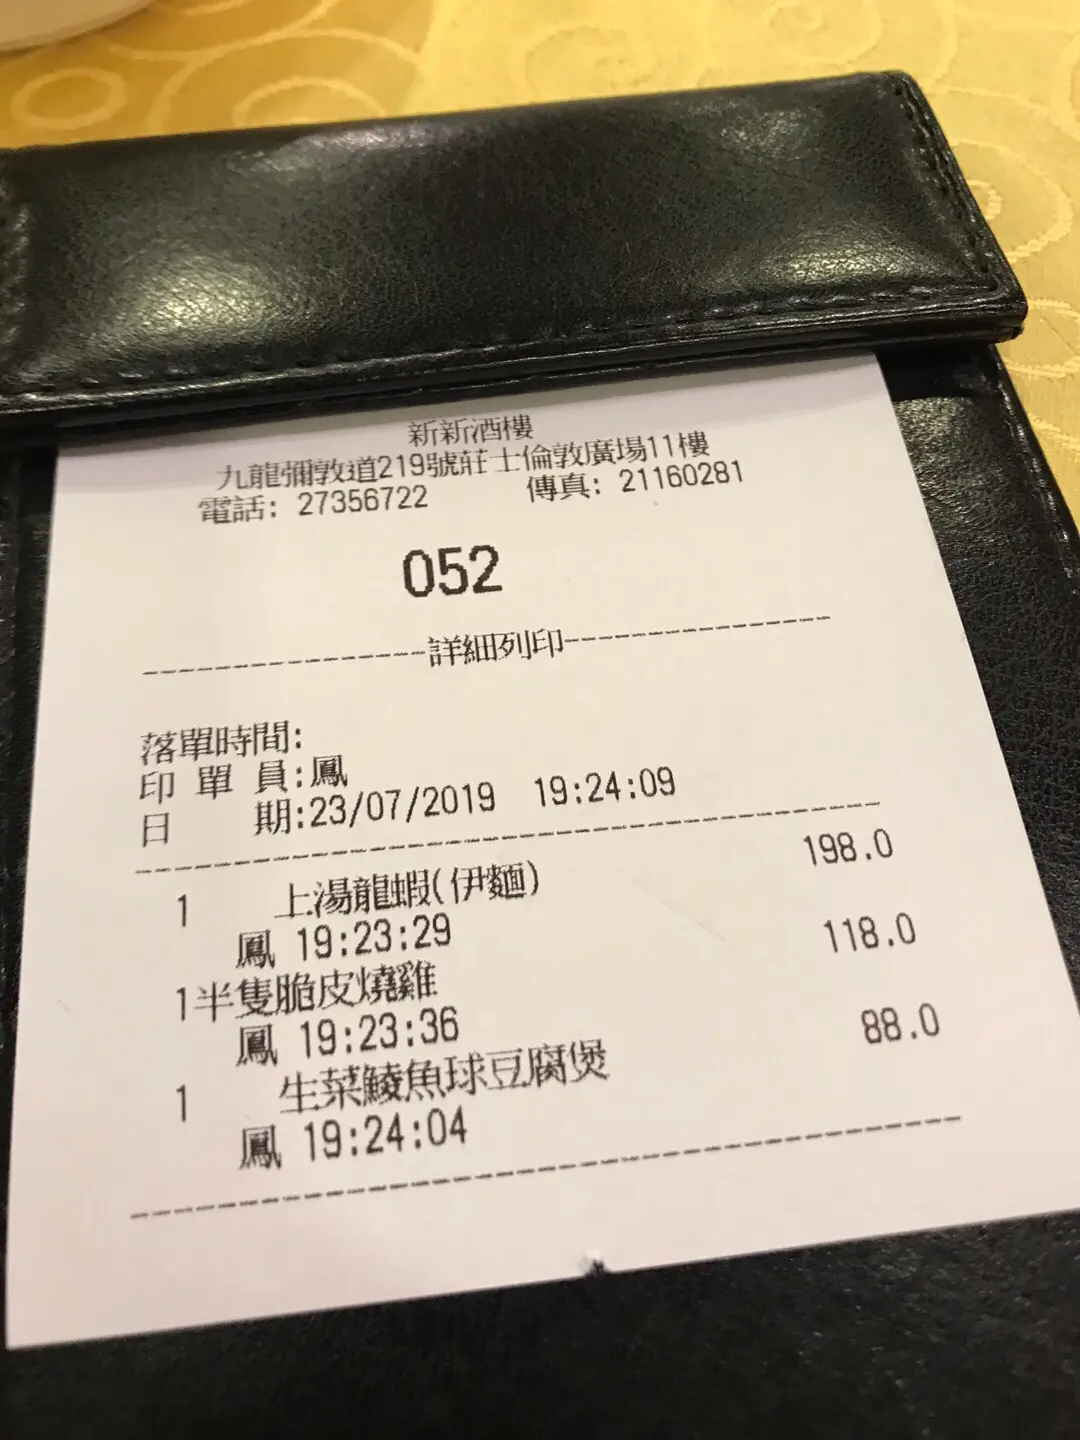 新新酒樓
九龍彌敦道219號莊士倫敦廣場11樓
電話: 27356722 傳真: 21160281
052
----------------詳細列印----------------
落單時間:
印 單 員:鳳
日 期:23/07/2019 19:24:09
1 上湯龍蝦(伊麵) 198.0
鳳 19:23:29
1半隻脆皮燒雞 118.0
鳳 19:23:36
1 生菜鯪魚球豆腐煲 88.0
鳳 19:24:04